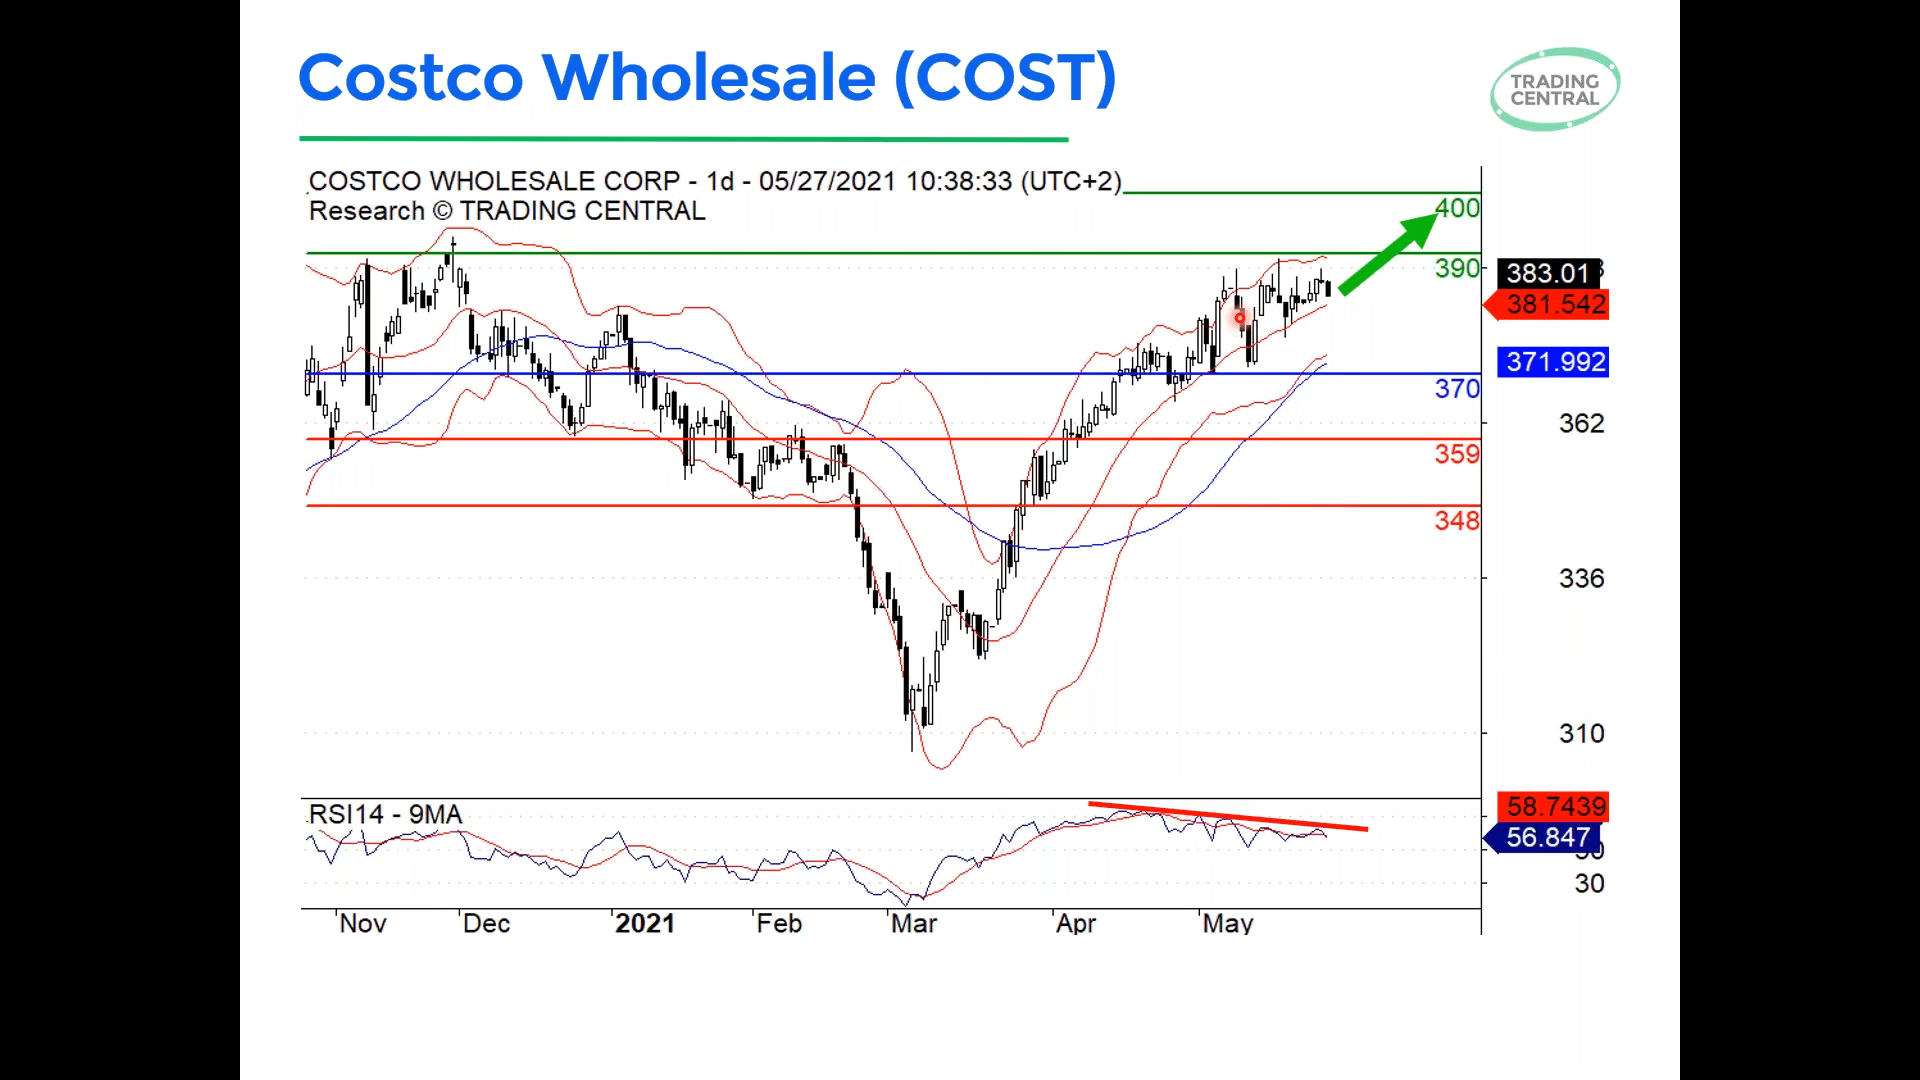 Costco Wholesale (COST)
TRADING
CENTRAL
COSTCO WHOLESALE CORP - 1d - 05/27/2021 10:38:33 (UTC+2)
Research © TRADING CENTRAL
400
390
383.01
381.542
371.992
370
362
359
348
336
310
RSI14 - 9MA
58.7439
56.847
30
Nov
Dec
2021
Feb
Mar
Apr
May